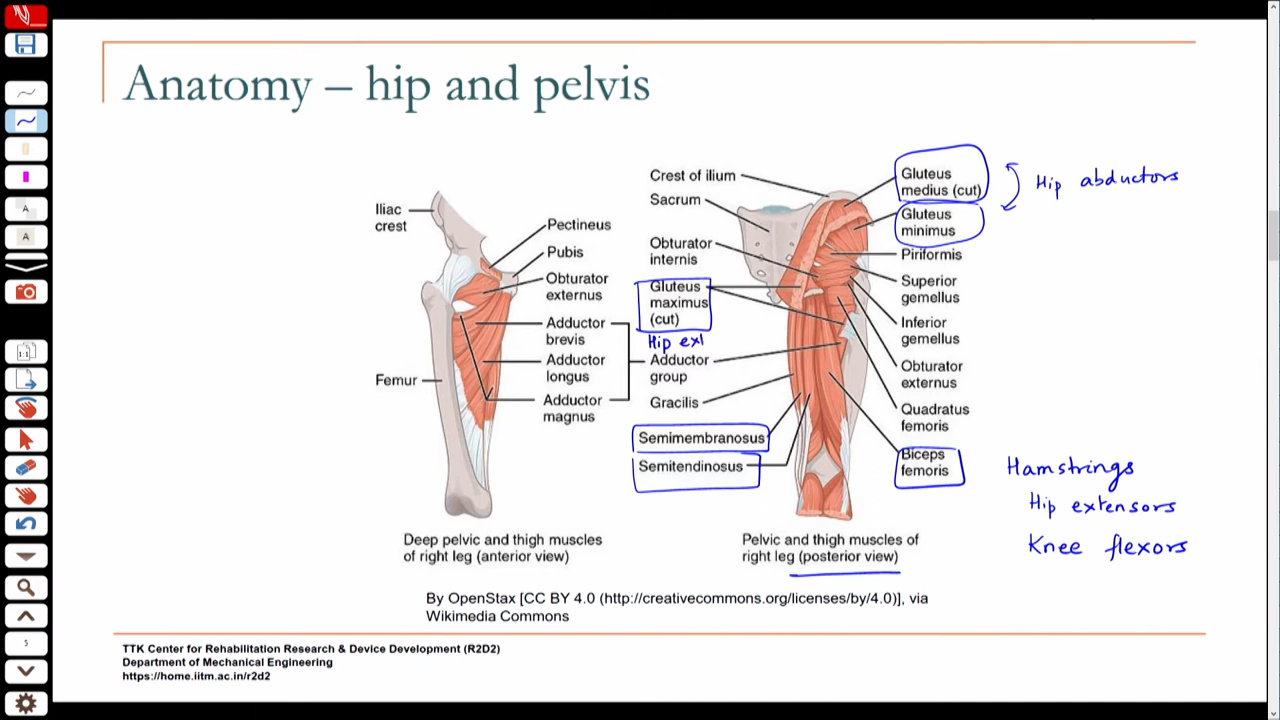 Anatomy – hip and pelvis
Iliac
crest
Pectineus
Pubis
Obturator
externus
Adductor
brevis
Adductor
longus
Adductor
magnus
Femur
Deep pelvic and thigh muscles
of right leg (anterior view)
Crest of ilium
Sacrum
Obturator
internis
Gluteus
maximus
(cut)
Hip ext
Adductor
group
Gracilis
Semimembranosus
Semitendinosus
Gluteus
medius (cut)
Gluteus
minimus
Hip abductors
Piriformis
Superior
gemellus
Inferior
gemellus
Obturator
externus
Quadratus
femoris
Biceps
femoris
Hamstrings
Hip extensors
Knee flexors
Pelvic and thigh muscles of
right leg (posterior view)
By OpenStax [CC BY 4.0 (http://creativecommons.org/licenses/by/4.0)], via
Wikimedia Commons
TTK Center for Rehabilitation Research & Device Development (R2D2)
Department of Mechanical Engineering
https://home.iitm.ac.in/r2d2
A
A
1:1
5